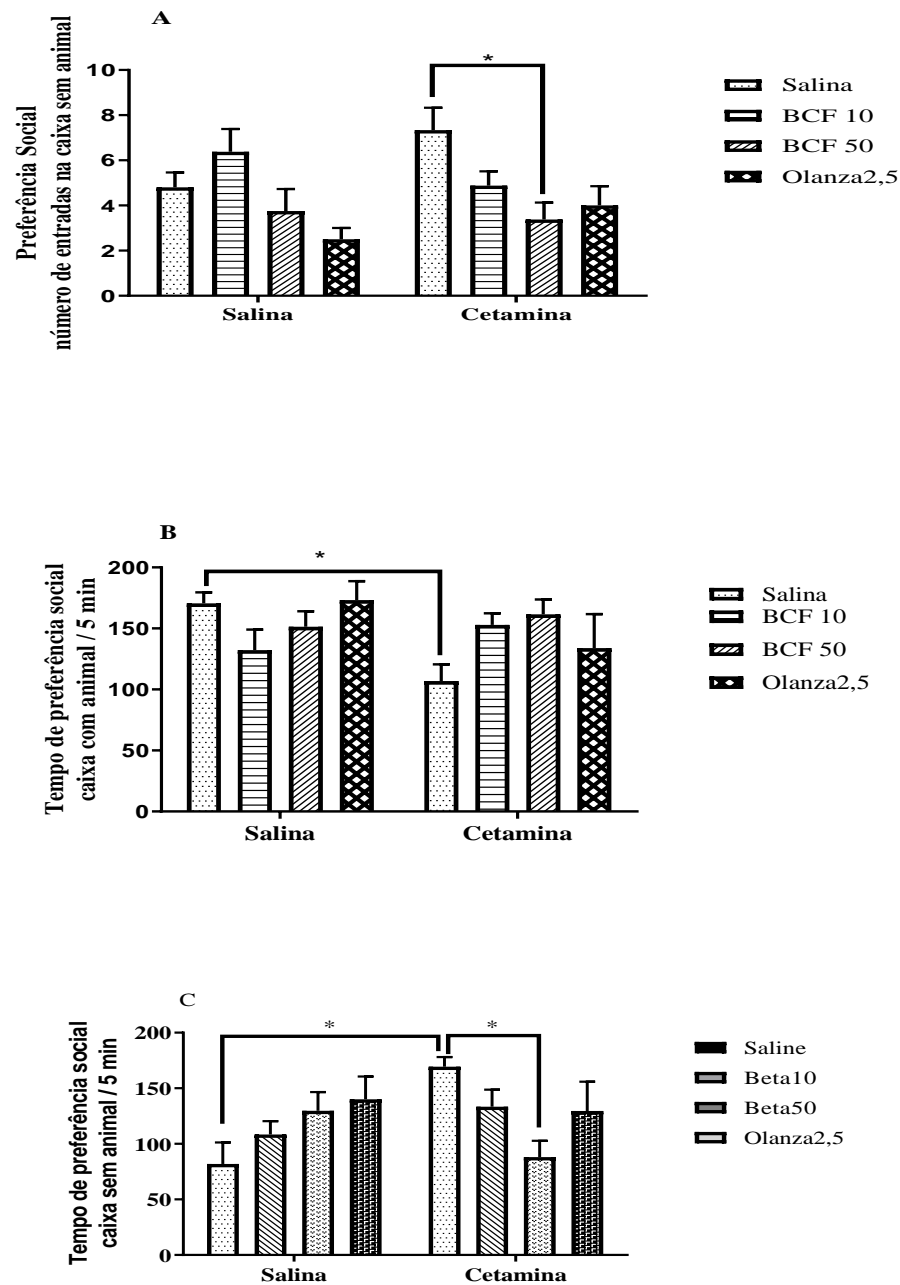 A
Preferência Social
número de entradas na caixa sem animal
10
8
6
4
2
0
*
Salina
Cetamina
Salina
BCF 10
BCF 50
Olanza2,5
B
Tempo de preferência social
caixa com animal / 5 min
200
150
100
50
0
*
Salina
Cetamina
Salina
BCF 10
BCF 50
Olanza2,5
C
Tempo de preferência social
caixa sem animal / 5 min
200
150
100
50
0
*
*
Salina
Cetamina
Saline
Beta10
Beta50
Olanza2,5